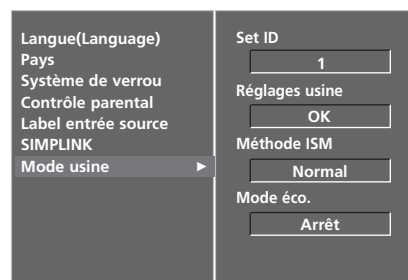 Langue(Language)
Pays
Système de verrou
Contrôle parental
Label entrée source
SIMPLINK
Mode usine ►
Set ID
1
Réglages usine
OK
Méthode ISM
Normal
Mode éco.
Arrêt